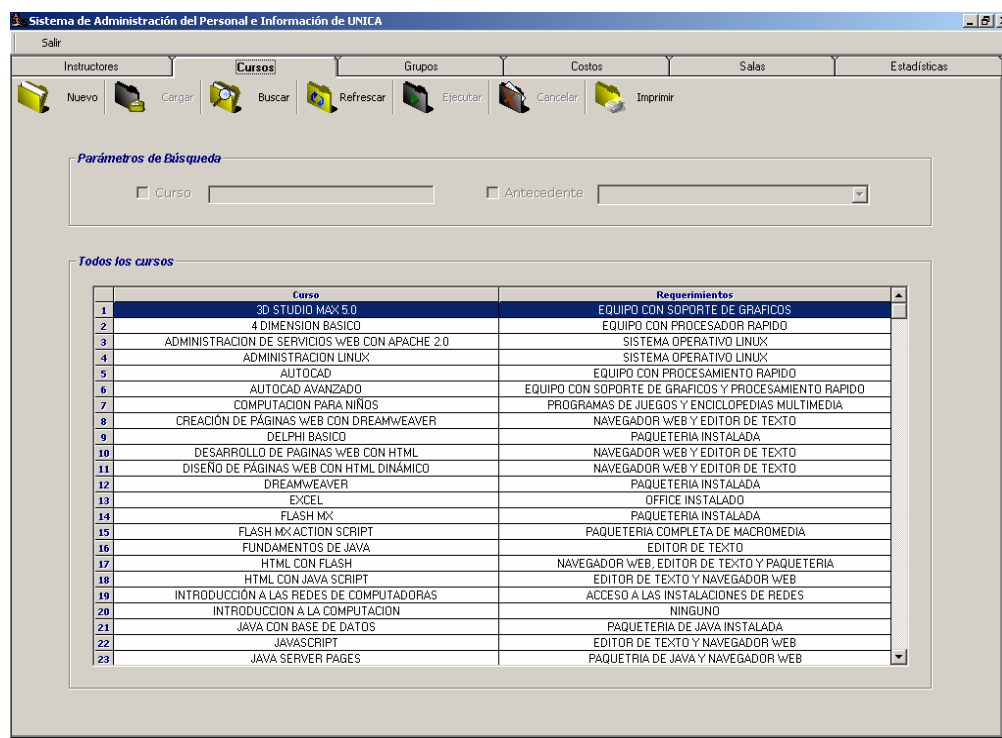 Sistema de Administración del Personal e Información de UNICA
Salir
Instructores Cursos Grupos Costos Salas Estadísticas
Nuevo Cargar Buscar Refrescar Ejecutar Cancelar Imprimir
Parámetros de Búsqueda
Curso Antecedente
Todos los cursos
Curso Requerimientos
1 3D STUDIO MAX 5.0 EQUIPO CON SOPORTE DE GRAFICOS
2 4 DIMENSION BASICO EQUIPO CON PROCESADOR RAPIDO
3 ADMINISTRACION DE SERVICIOS WEB CON APACHE 2.0 SISTEMA OPERATIVO LINUX
4 ADMINISTRACION LINUX SISTEMA OPERATIVO LINUX
5 AUTOCAD EQUIPO CON PROCESAMIENTO RAPIDO
6 AUTOCAD AVANZADO EQUIPO CON SOPORTE DE GRAFICOS Y PROCESAMIENTO RAPIDO
7 COMPUTACION PARA NIÑOS PROGRAMAS DE JUEGOS Y ENCICLOPEDIAS MULTIMEDIA
8 CREACIÓN DE PÁGINAS WEB CON DREAMWEAVER NAVEGADOR WEB Y EDITOR DE TEXTO
9 DELPHI BASICO PAQUETERIA INSTALADA
10 DESARROLLO DE PAGINAS WEB CON HTML NAVEGADOR WEB Y EDITOR DE TEXTO
11 DISEÑO DE PÁGINAS WEB CON HTML DINÁMICO NAVEGADOR WEB Y EDITOR DE TEXTO
12 DREAMWEAVER PAQUETERIA INSTALADA
13 EXCEL OFFICE INSTALADO
14 FLASH MX PAQUETERIA INSTALADA
15 FLASH MX ACTION SCRIPT PAQUETERIA COMPLETA DE MACROMEDIA
16 FUNDAMENTOS DE JAVA EDITOR DE TEXTO
17 HTML CON FLASH NAVEGADOR WEB, EDITOR DE TEXTO Y PAQUETERIA
18 HTML CON JAVA SCRIPT EDITOR DE TEXTO Y NAVEGADOR WEB
19 INTRODUCCIÓN A LAS REDES DE COMPUTADORAS ACCESO A LAS INSTALACIONES DE REDES
20 INTRODUCCION A LA COMPUTACION NINGUNO
21 JAVA CON BASE DE DATOS PAQUETERIA DE JAVA INSTALADA
22 JAVASCRIPT EDITOR DE TEXTO Y NAVEGADOR WEB
23 JAVA SERVER PAGES PAQUETRIA DE JAVA Y NAVEGADOR WEB